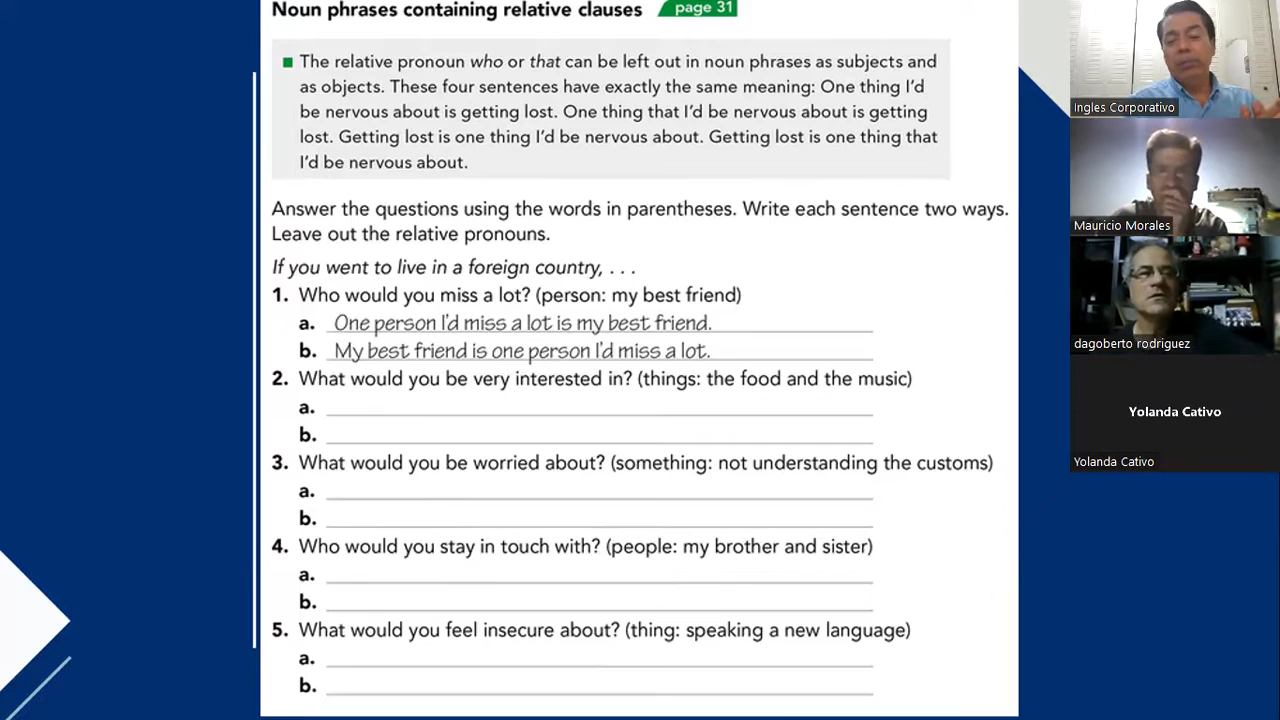 Noun phrases containing relative clauses page 31
■ The relative pronoun who or that can be left out in noun phrases as subjects and
as objects. These four sentences have exactly the same meaning: One thing I'd
be nervous about is getting lost. One thing that I'd be nervous about is getting
lost. Getting lost is one thing I'd be nervous about. Getting lost is one thing that
I'd be nervous about.
Answer the questions using the words in parentheses. Write each sentence two ways.
Leave out the relative pronouns.
If you went to live in a foreign country, . . .
1. Who would you miss a lot? (person: my best friend)
a. One person I'd miss a lot is my best friend.
b. My best friend is one person I'd miss a lot.
2. What would you be very interested in? (things: the food and the music)
a.
b.
3. What would you be worried about? (something: not understanding the customs)
a.
b.
4. Who would you stay in touch with? (people: my brother and sister)
a.
b.
5. What would you feel insecure about? (thing: speaking a new language)
a.
b.
Ingles Corporativo
Mauricio Morales
dagoberto rodriguez
Yolanda Cativo
Yolanda Cativo